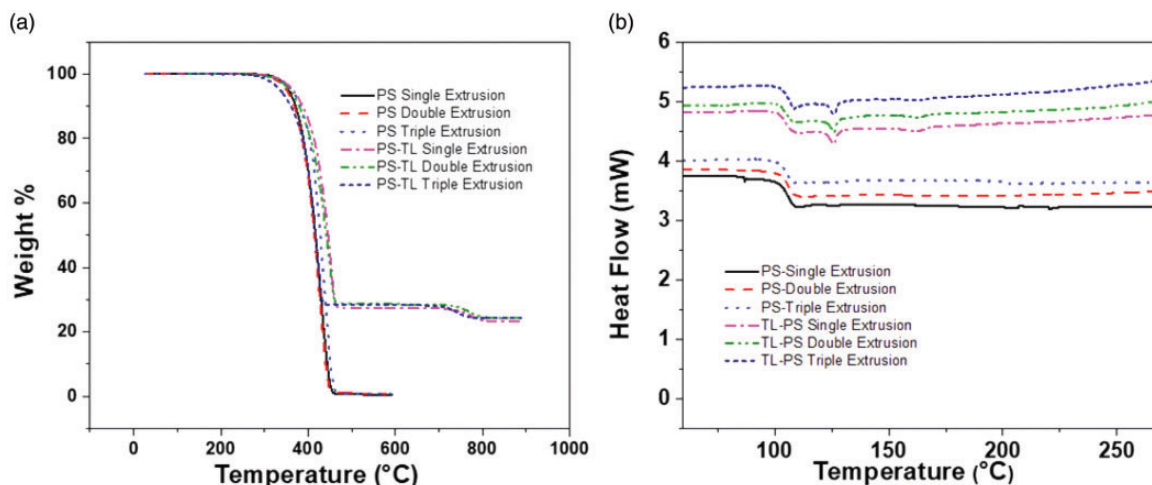 (a)
100
80
60
40
20
0
Weight %
PS Single Extrusion
PS Double Extrusion
PS Triple Extrusion
PS-TL Single Extrusion
PS-TL Double Extrusion
PS-TL Triple Extrusion
0 200 400 600 800 1000
Temperature (°C)
(b)
6
5
4
3
2
1
0
Heat Flow (mW)
PS-Single Extrusion
PS-Double Extrusion
PS-Triple Extrusion
TL-PS Single Extrusion
TL-PS Double Extrusion
TL-PS Triple Extrusion
100 150 200 250
Temperature (°C)